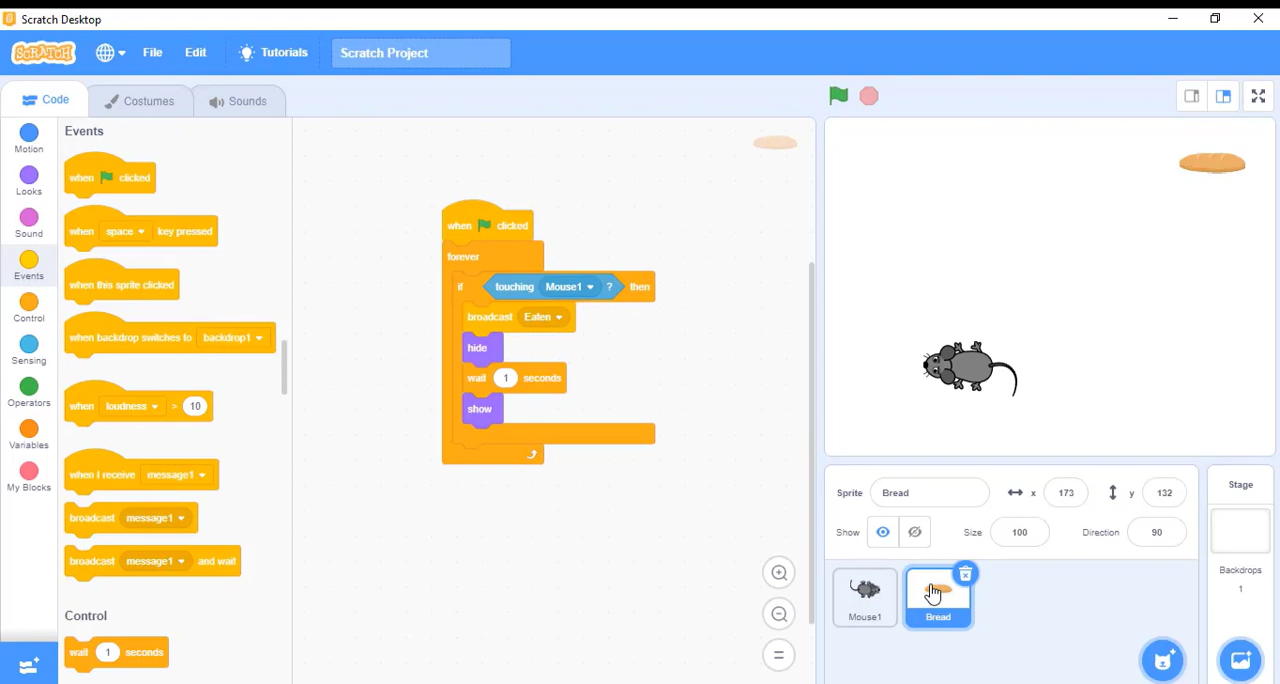 Scratch Desktop
SCRATCH File Edit Tutorials Scratch Project
Code Costumes Sounds
Motion
Looks
Sound
Events
Control
Sensing
Operators
Variables
My Blocks
Events
when clicked
when space key pressed
when this sprite clicked
when backdrop switches to backdrop1
when loudness > 10
when I receive message1
broadcast message1
broadcast message1 and wait
Control
wait 1 seconds
when clicked
forever
if touching Mouse1 ? then
broadcast Eaten
hide
wait 1 seconds
show
Sprite Bread x 173 y 132
Show Size 100 Direction 90
Mouse1
Bread
Stage
Backdrops
1